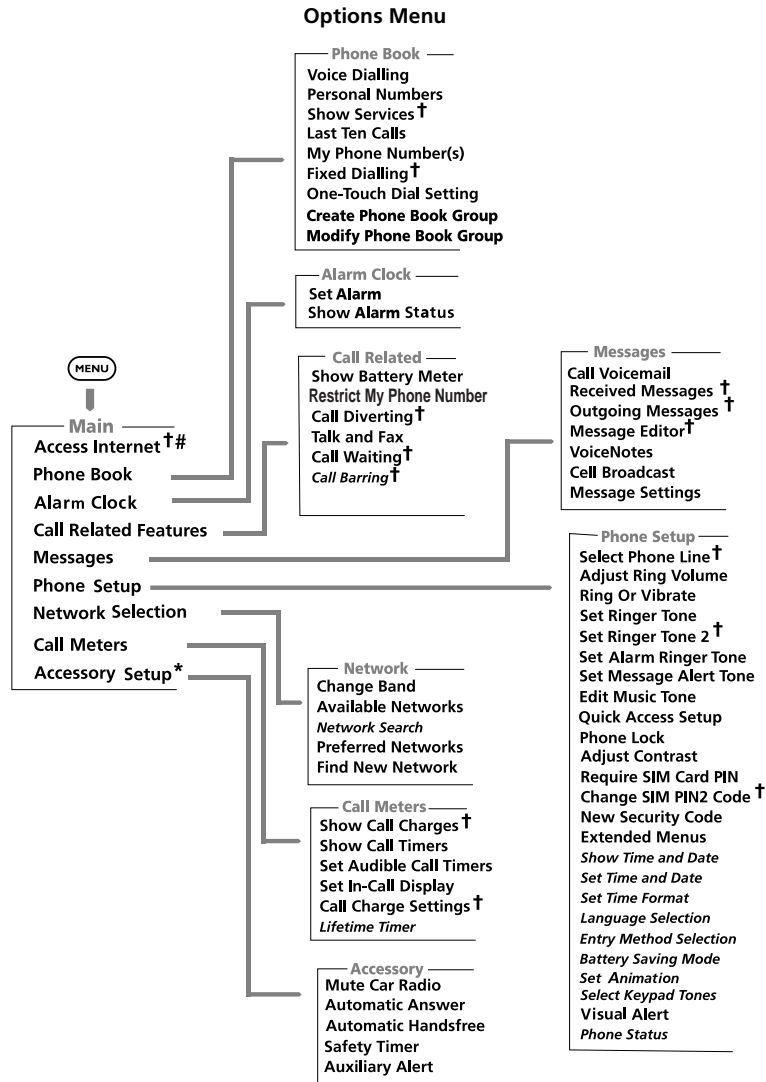 Options Menu
Phone Book
Voice Dialling
Personal Numbers
Show Services†
Last Ten Calls
My Phone Number(s)
Fixed Dialling†
One-Touch Dial Setting
Create Phone Book Group
Modify Phone Book Group
Alarm Clock
Set Alarm
Show Alarm Status
Call Related
Show Battery Meter
Restrict My Phone Number
Call Diverting†
Talk and Fax
Call Waiting†
Call Barring†
Messages
Call Voicemail
Received Messages †
Outgoing Messages †
Message Editor†
VoiceNotes
Cell Broadcast
Message Settings
MENU
Main
Access Internet†#
Phone Book
Alarm Clock
Call Related Features
Messages
Phone Setup
Network Selection
Call Meters
Accessory Setup*
Phone Setup
Select Phone Line†
Adjust Ring Volume
Ring Or Vibrate
Set Ringer Tone
Set Ringer Tone 2†
Set Alarm Ringer Tone
Set Message Alert Tone
Edit Music Tone
Quick Access Setup
Phone Lock
Adjust Contrast
Require SIM Card PIN
Change SIM PIN2 Code †
New Security Code
Extended Menus
Show Time and Date
Set Time and Date
Set Time Format
Language Selection
Entry Method Selection
Battery Saving Mode
Set Animation
Select Keypad Tones
Visual Alert
Phone Status
Network
Change Band
Available Networks
Network Search
Preferred Networks
Find New Network
Call Meters
Show Call Charges†
Show Call Timers
Set Audible Call Timers
Set In-Call Display
Call Charge Settings†
Lifetime Timer
Accessory
Mute Car Radio
Automatic Answer
Automatic Handsfree
Safety Timer
Auxiliary Alert